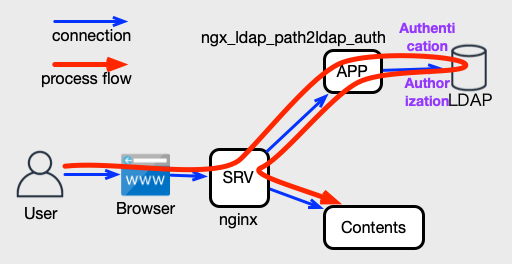 connection
process flow
ngx_ldap_path2ldap_auth
Authenti
cation
APP
Author
ization
LDAP
WWW
SRV
User
Browser
nginx
Contents